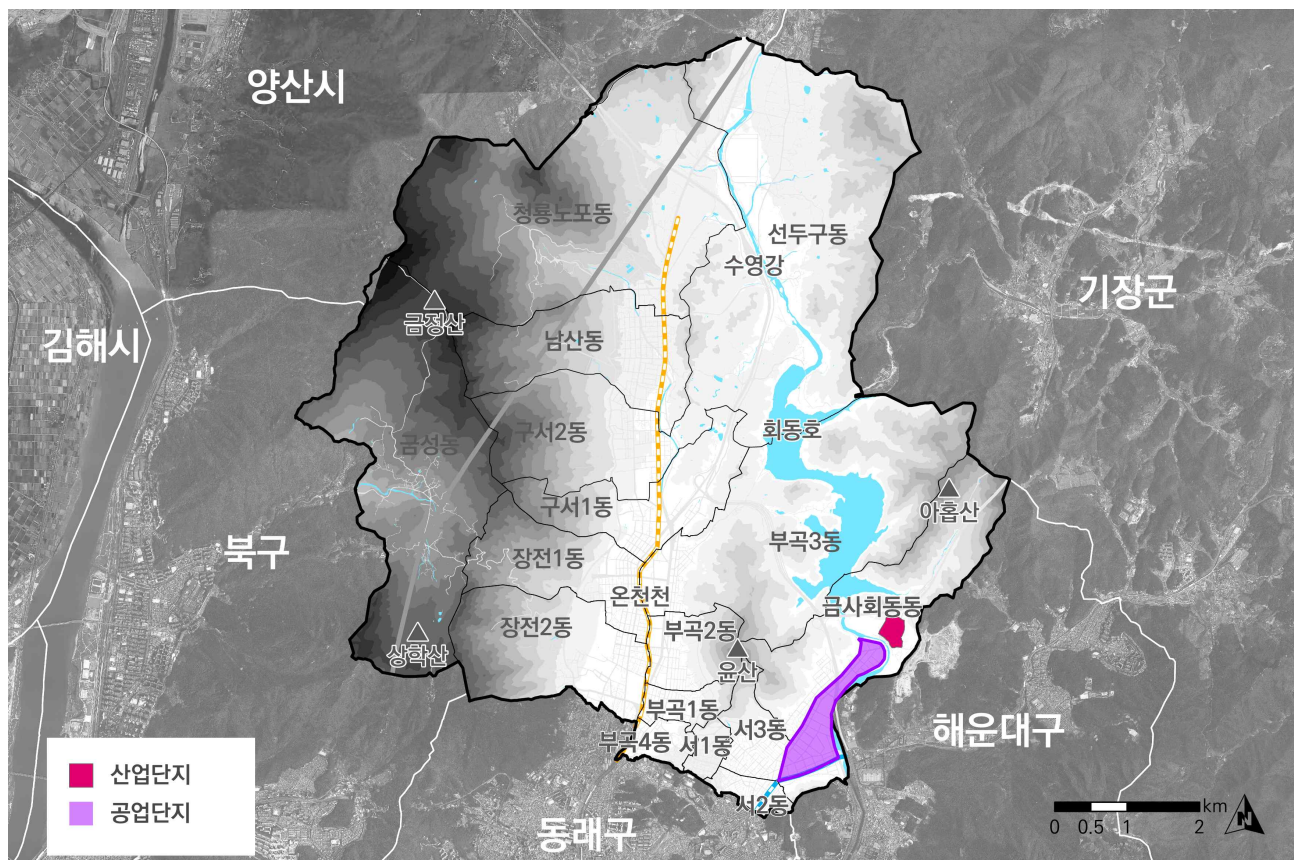 양산시
청룡노포동
선두구동
수영강
기장군
금정산
김해시
남산동
구서2동
회동호
금성동
아홉산
구서1동
부곡3동
북구
장전1동
온천천
금사회동동
장전2동
부곡2동
상학산
윤산
부곡1동
서3동
해운대구
부곡4동
서1동
산업단지
공업단지
서2동
동래구
km
0 0.5 1 2
N